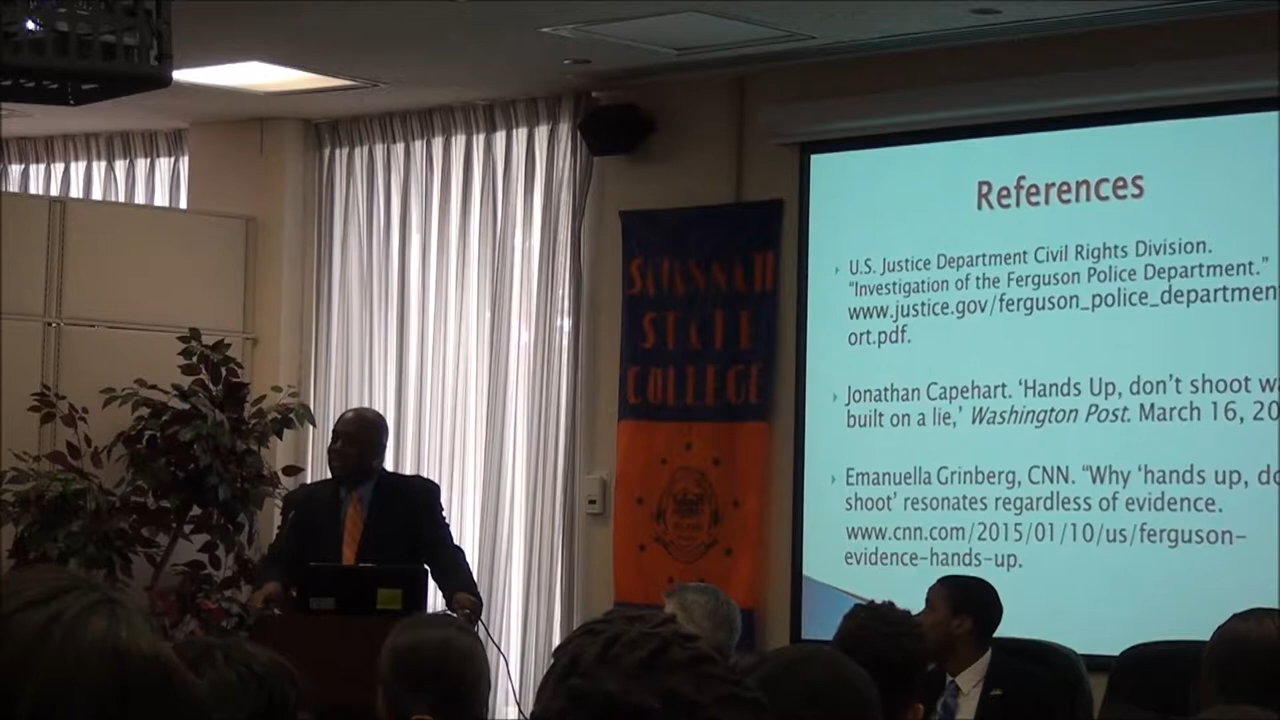 SAVANNAH
STATE
COLLEGE
References
U.S. Justice Department Civil Rights Division.
“Investigation of the Ferguson Police Department.”
www.justice.gov/ferguson_police_departmen
ort.pdf.
Jonathan Capehart. ‘Hands Up, don’t shoot w
built on a lie,’ Washington Post. March 16, 20
Emanuella Grinberg, CNN. “Why ‘hands up, do
shoot’ resonates regardless of evidence.
www.cnn.com/2015/01/10/us/ferguson-
evidence-hands-up.